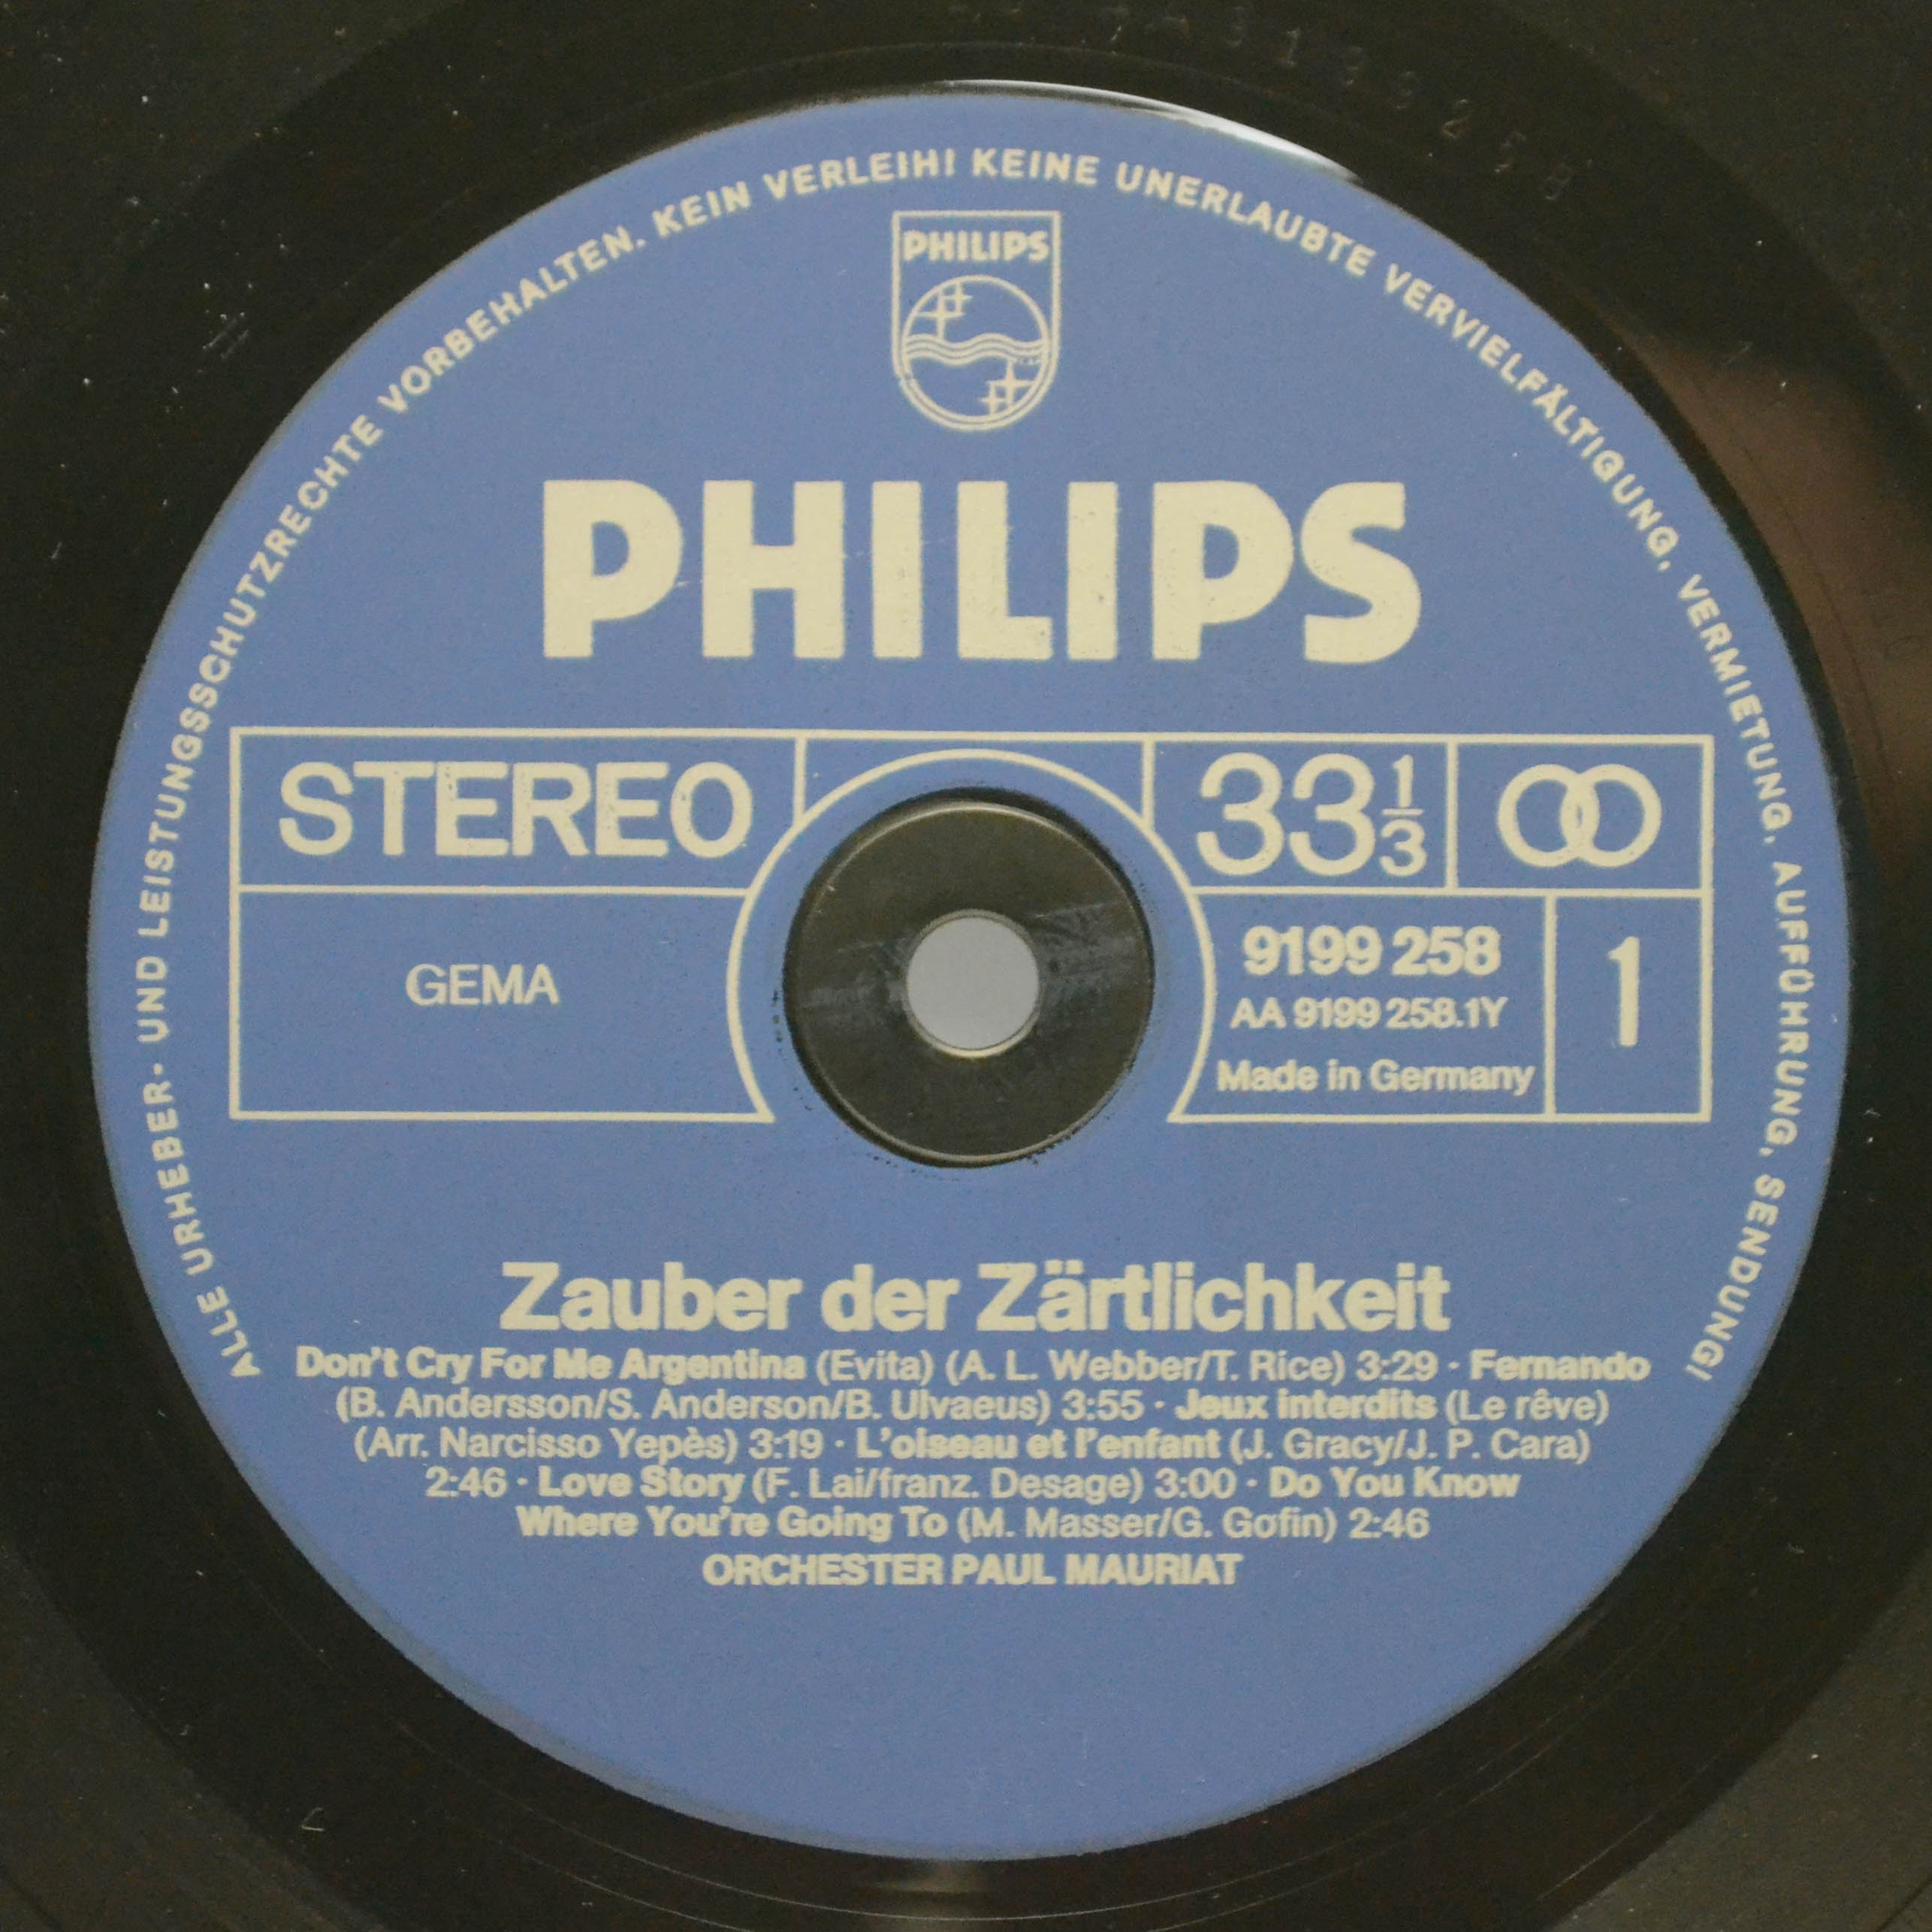 ALLE URHEBER- UND LEISTUNGSSCHUTZRECHTE VORBEHALTEN. KEIN VERLEIH! KEINE UNERLAUBTE VERVIELFÄLTIGUNG, VERMIETUNG, AUFFÜHRUNG, SENDUNG!
PHILIPS
PHILIPS
STEREO
33 1/3
GEMA
9199 258
AA 9199 258.1Y
Made in Germany
1
Zauber der Zärtlichkeit
Don't Cry For Me Argentina (Evita) (A. L. Webber/T. Rice) 3:29 · Fernando
(B. Andersson/S. Anderson/B. Ulvaeus) 3:55 · Jeux interdits (Le rêve)
(Arr. Narcisso Yepès) 3:19 · L'oiseau et l'enfant (J. Gracy/J. P. Cara)
2:46 · Love Story (F. Lai/franz. Desage) 3:00 · Do You Know
Where You're Going To (M. Masser/G. Gofin) 2:46
ORCHESTER PAUL MAURIAT